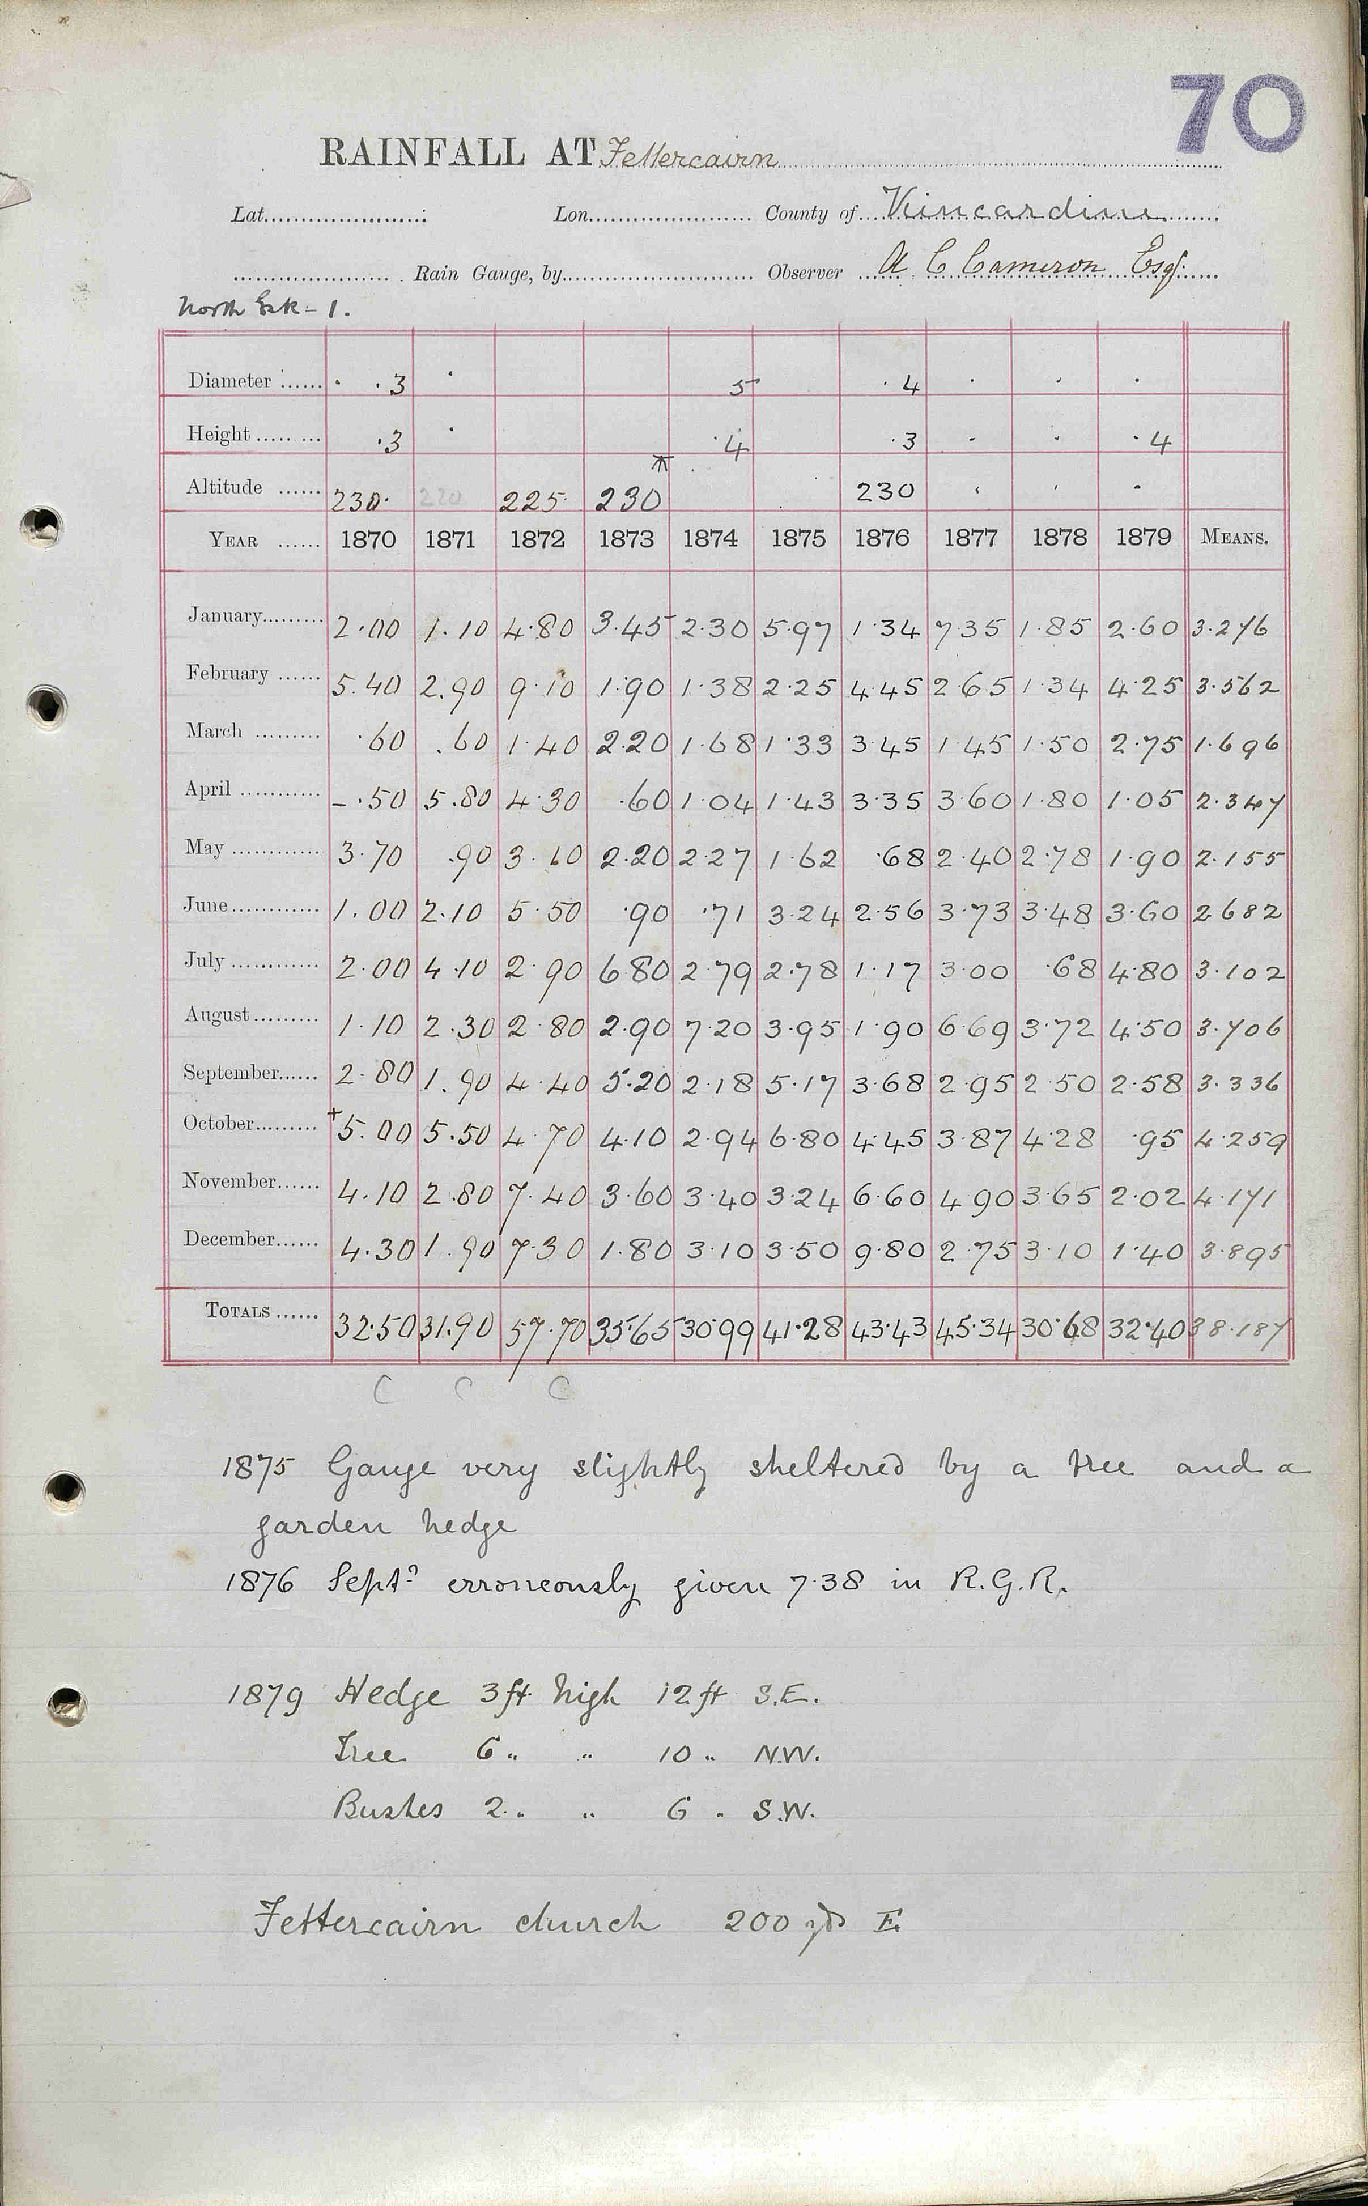 70
RAINFALL AT Fettercairn
Lat. Lon. County of Kincardine
Rain Gauge, by Observer A C Cameron Esq.
North Esk - 1.
Diameter · ·3 · 5 ·4 · · ·
Height ·3 · ·4 ·3 · · ·4
Altitude 230· 220 225· 230 230 · · ·
YEAR 1870 1871 1872 1873 1874 1875 1876 1877 1878 1879 MEANS.
January 2·00 1.10 4·80 3·45 2·30 5·97 1·34 7·35 1·85 2·60 3·276
February 5.40 2.90 9·10 1·90 1·38 2·25 4·45 2·65 1·34 4·25 3·562
March ·60 .60 1·40 2·20 1·68 1·33 3·45 1·45 1·50 2·75 1·696
April -·50 5.80 4·30 ·60 1·04 1·43 3·35 3·60 1·80 1·05 2·347
May 3·70 .90 3·10 2·20 2·27 1·62 ·68 2·40 2·78 1·90 2·155
June 1.00 2.10 5·50 ·90 ·71 3·24 2·56 3·73 3·48 3·60 2·682
July 2·00 4·10 2·90 6·80 2·79 2·78 1·17 3·00 ·68 4·80 3·102
August 1·10 2·30 2·80 2·90 7·20 3·95 1·90 6·69 3·72 4·50 3·706
September 2·80 1.90 4·40 5·20 2·18 5·17 3·68 2·95 2·50 2·58 3·336
October +5.00 5.50 4·70 4·10 2·94 6·80 4·45 3·87 4·28 ·95 4·259
November 4.10 2.80 7·40 3·60 3·40 3·24 6·60 4·90 3·65 2·02 4·171
December 4.30 1.90 7·30 1·80 3·10 3·50 9·80 2·75 3·10 1·40 3·895
TOTALS 32·50 31.90 57·70 35·65 30·99 41·28 43·43 45·34 30·68 32·40 38·187
C C C
1875 Gauge very slightly sheltered by a tree and a
garden hedge
1876 Septr erroneously given 7·38 in R.G.R.
1879 Hedge 3 ft high 12 ft S.E.
Tree 6 " " 10 " N.W.
Bushes 2 " " 6 " S.W.
Fettercairn church 200 yds E